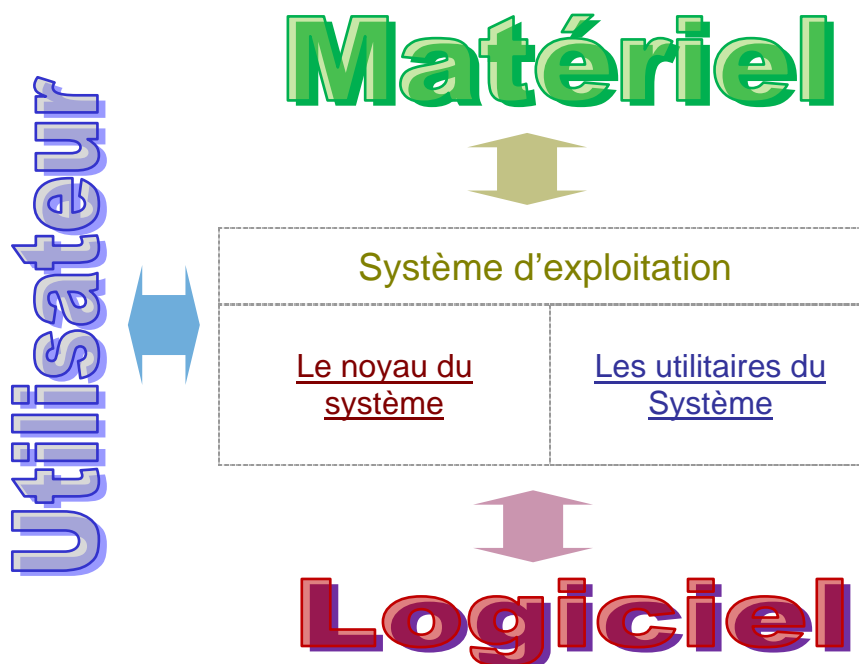 Matériel
Utilisateur
Système d'exploitation
Le noyau du
système
Les utilitaires du
Système
Logiciel